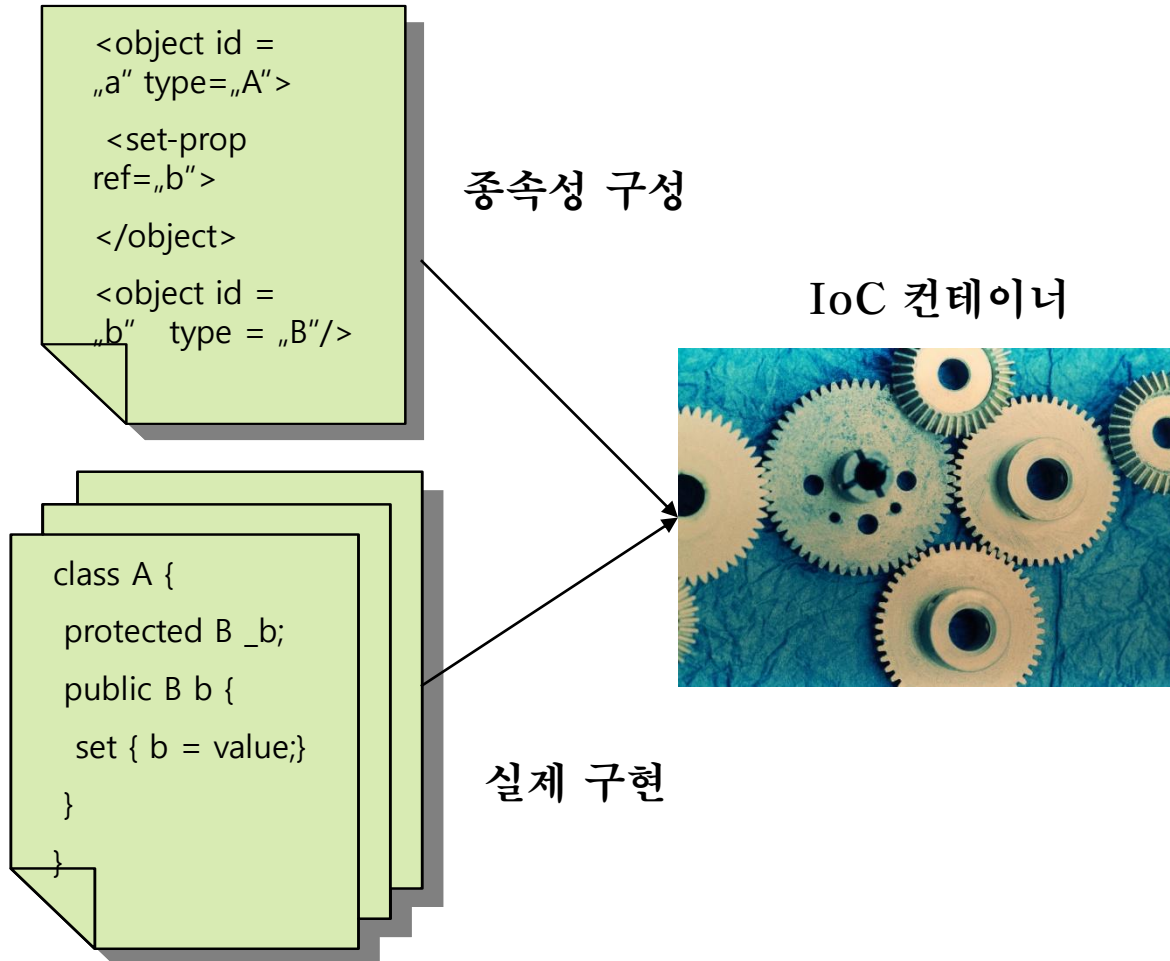 <object id =
„a“ type=„A“>
<set-prop
ref=„b“>
</object>
<object id =
„b“ type = „B“/>
종속성 구성
IoC 컨테이너
class A {
protected B _b;
public B b {
set { b = value;}
}
}
실제 구현